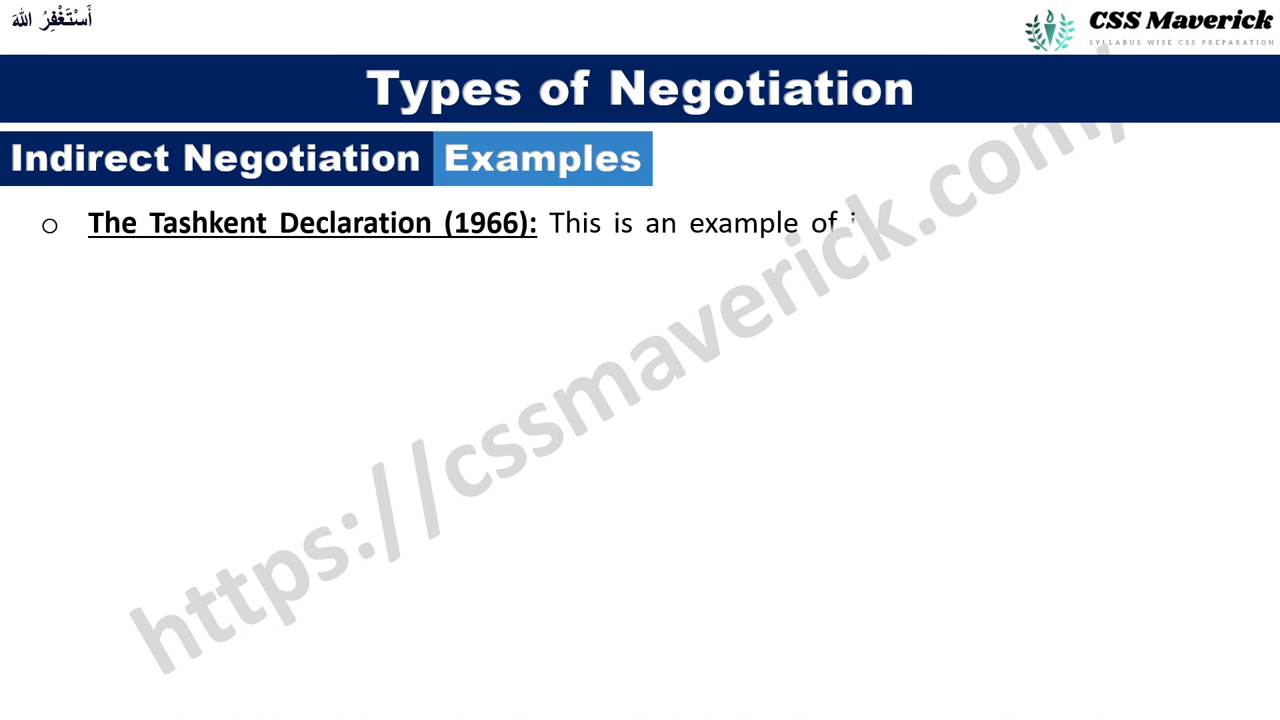 أَسْتَغْفِرُ اللهَ
CSS Maverick
SYLLABUS WISE CSS PREPARATION
Types of Negotiation
Indirect Negotiation Examples
o The Tashkent Declaration (1966): This is an example of
https://cssmaverick.com/